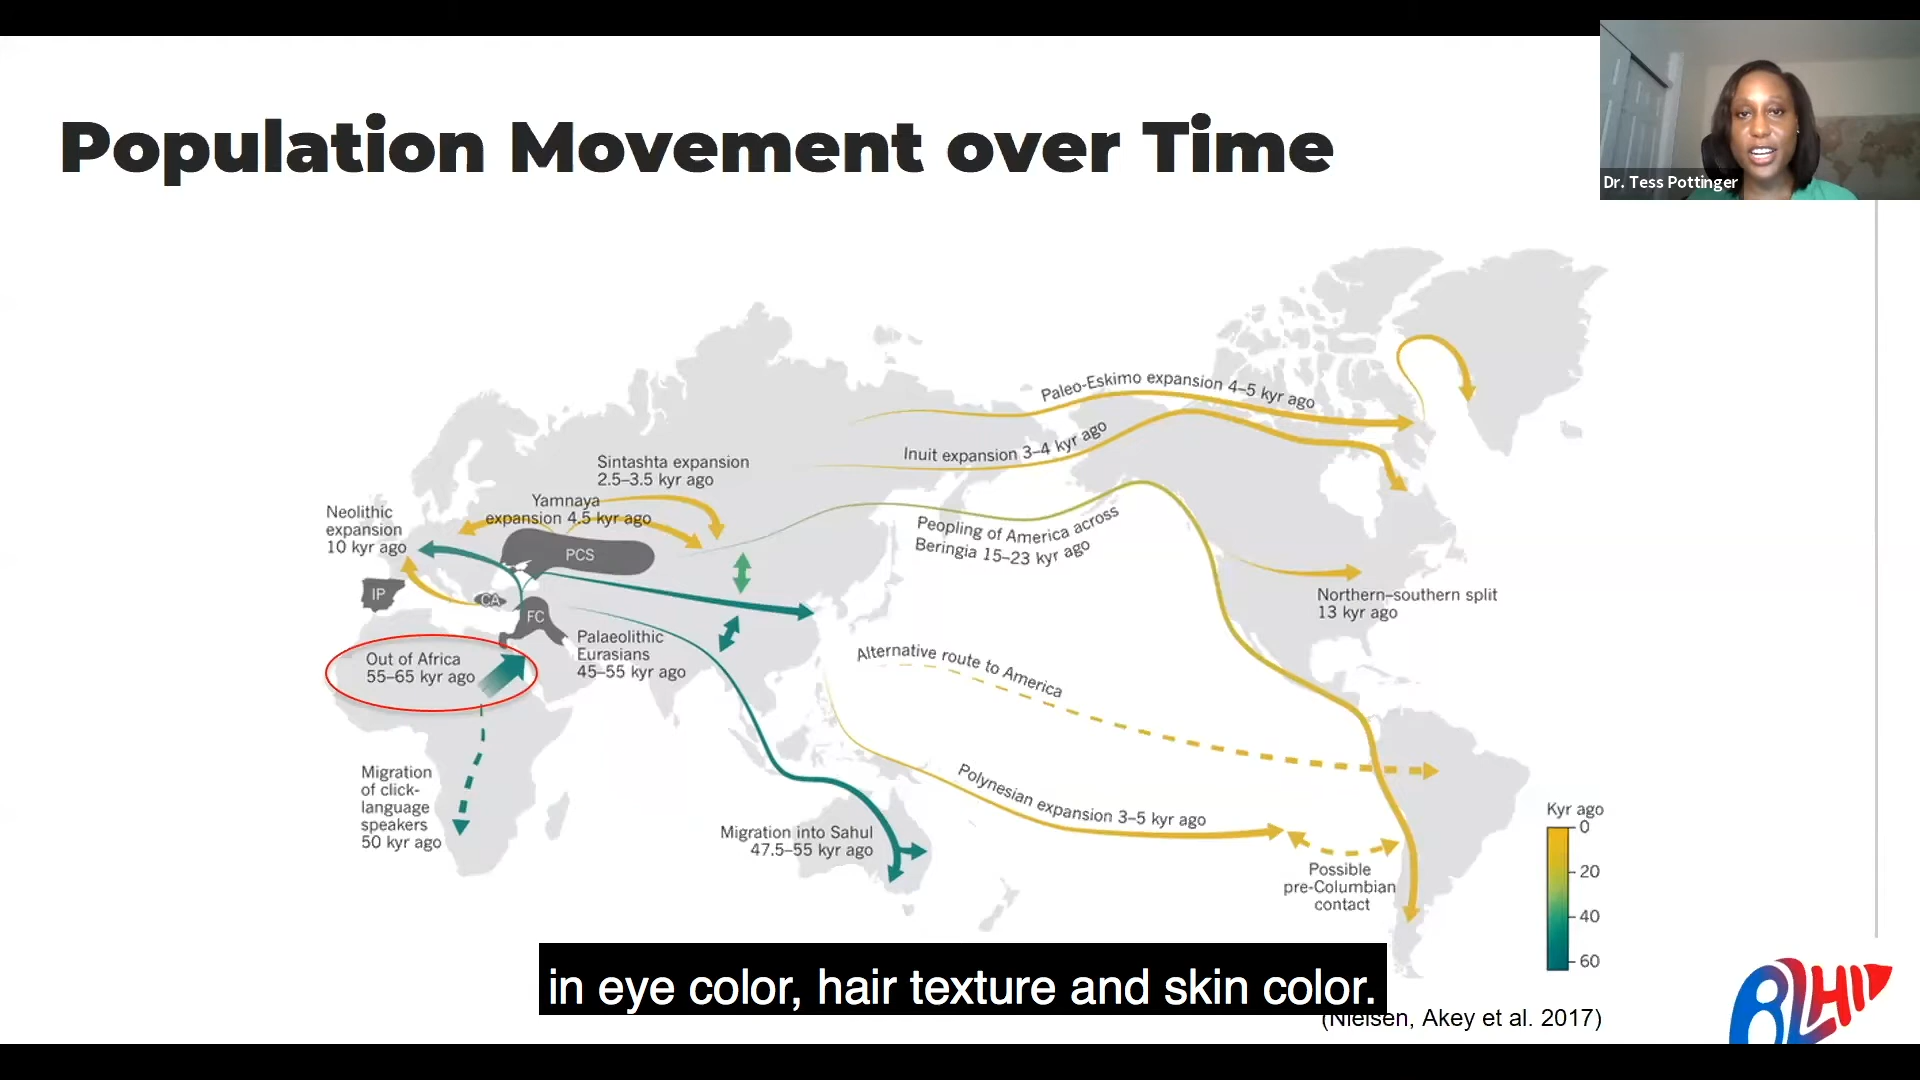 Population Movement over Time
Dr. Tess Pottinger
Paleo-Eskimo expansion 4–5 kyr ago
Inuit expansion 3–4 kyr ago
Sintashta expansion
2.5–3.5 kyr ago
Yamnaya
expansion 4.5 kyr ago
Neolithic
expansion
10 kyr ago
PCS
Peopling of America across
Beringia 15–23 kyr ago
IP
CA
FC
Northern–southern split
13 kyr ago
Out of Africa
55–65 kyr ago
Palaeolithic
Eurasians
45–55 kyr ago
Alternative route to America
Migration
of click-
language
speakers
50 kyr ago
Polynesian expansion 3–5 kyr ago
Migration into Sahul
47.5–55 kyr ago
Possible
pre-Columbian
contact
Kyr ago
0
20
40
60
in eye color, hair texture and skin color.
(Nielsen, Akey et al. 2017)
BLHI